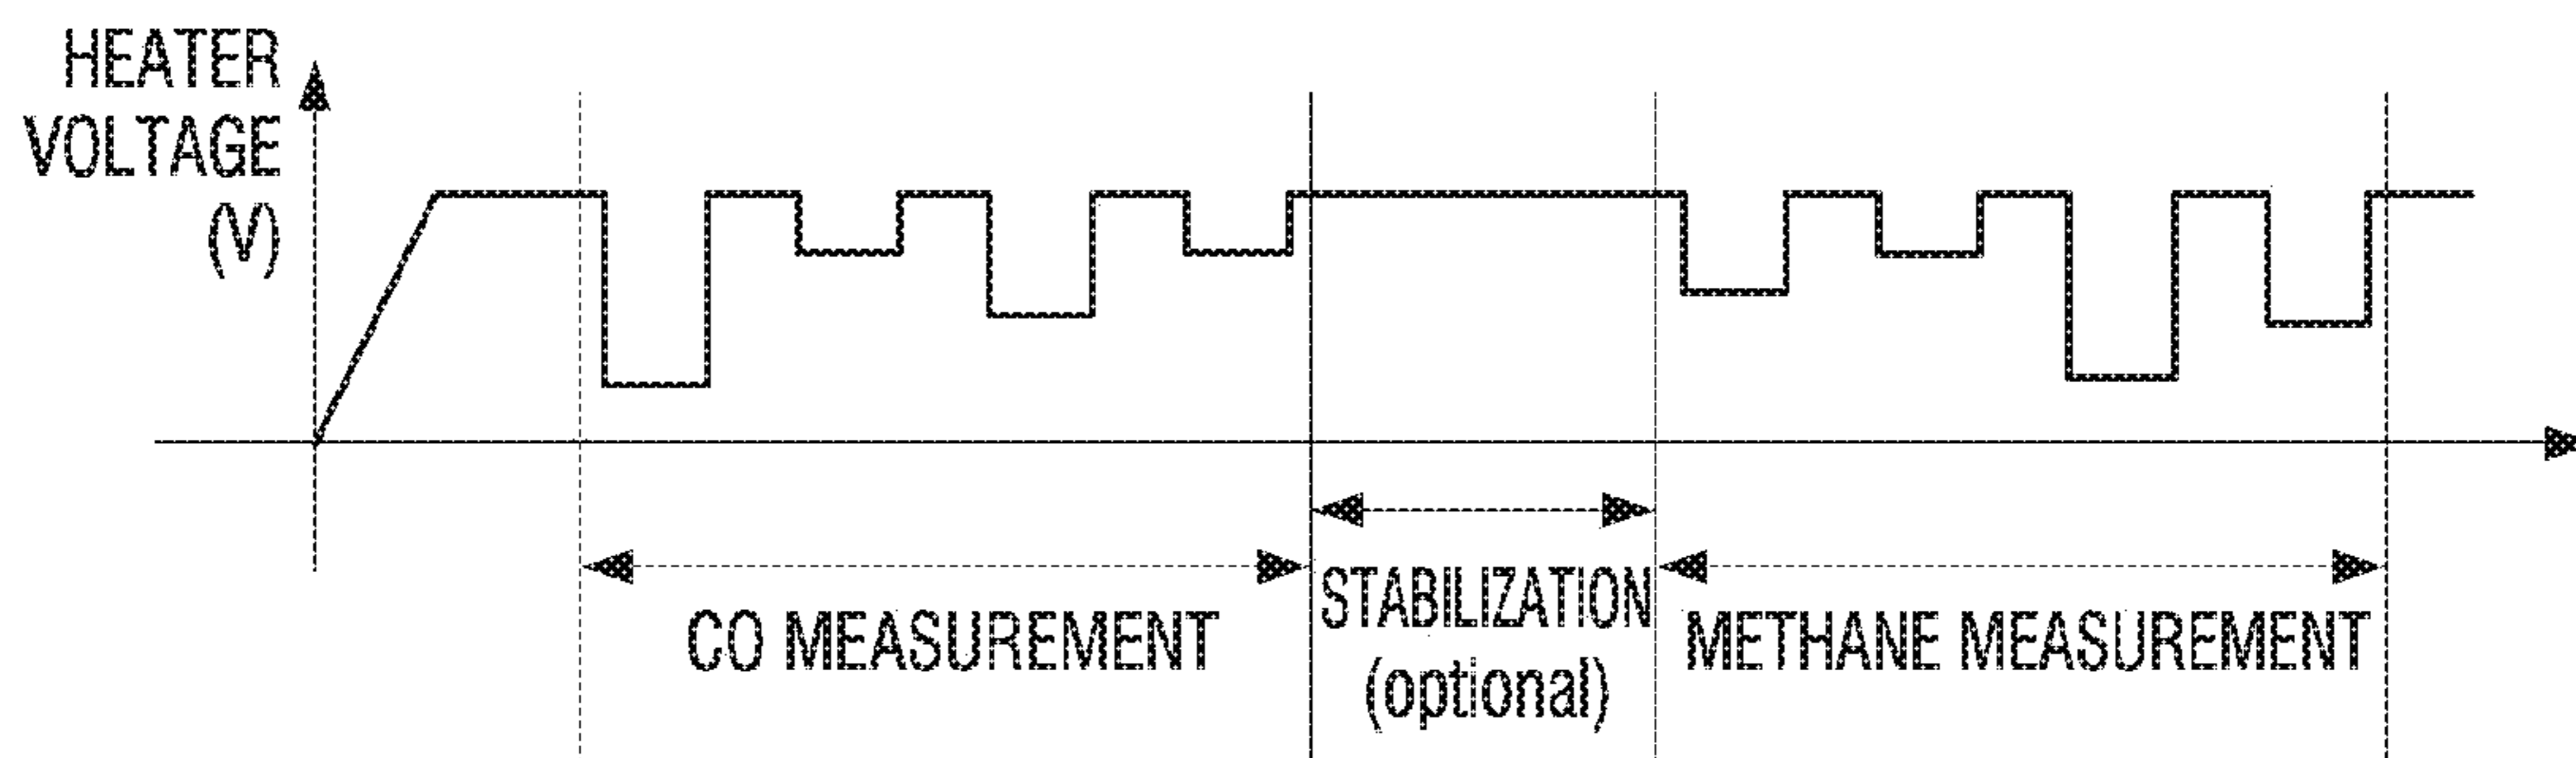 HEATER
VOLTAGE
(V)
CO MEASUREMENT
STABILIZATION
(optional)
METHANE MEASUREMENT